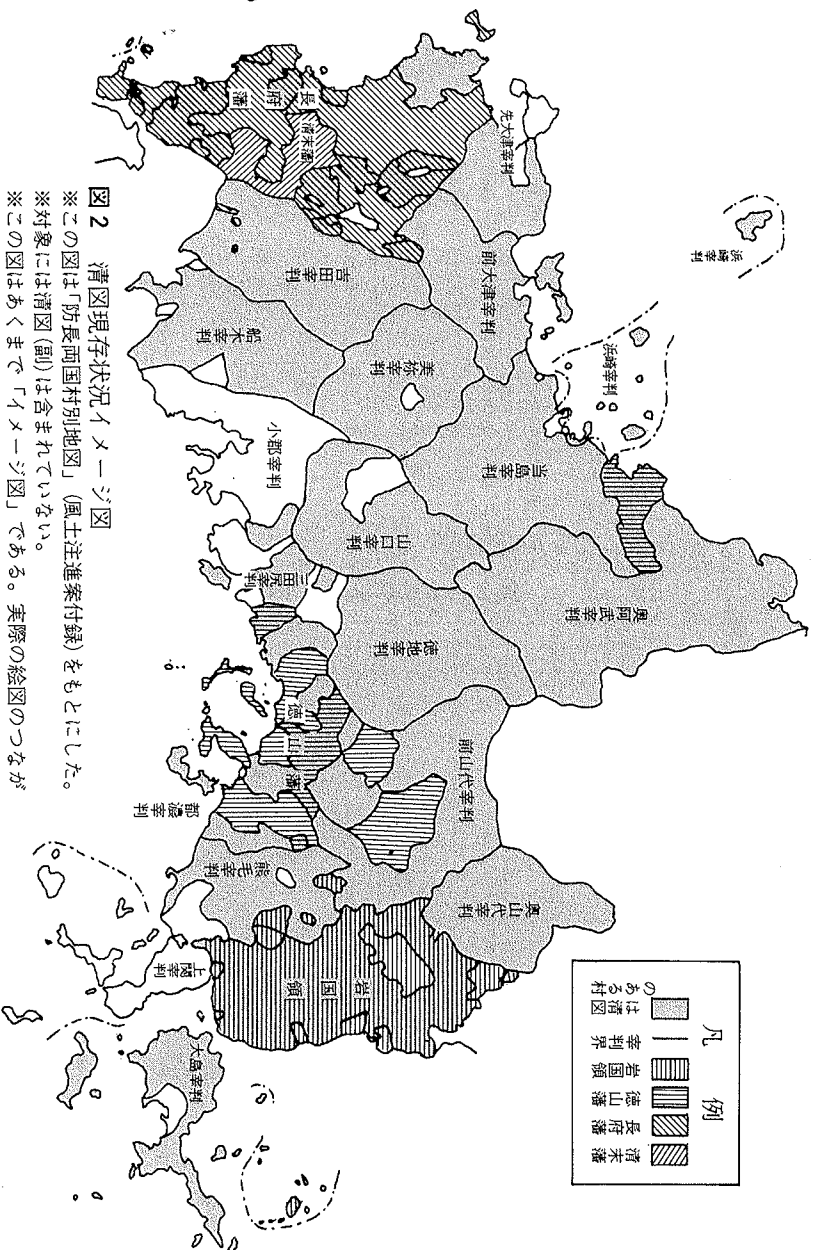 図2　清図現存状況イメージ図
※この図は「防長両国村別地図」(風土注進案付録)をもとにした。
※対象には清図(副)は含まれていない。
※この図はあくまで「イメージ図」である。実際の絵図のつなが
凡　例
は清図のある村
宰判界
岩国領
徳山藩
長府藩
清末藩
先大津宰判
浜崎宰判
前大津宰判
浜崎宰判
長府藩
清末藩
吉田宰判
船木宰判
美祢宰判
当島宰判
小郡宰判
山口宰判
奥阿武宰判
三田尻宰判
徳地宰判
徳山藩
前山代宰判
都濃宰判
熊毛宰判
奥山代宰判
上関宰判
岩国領
大島宰判